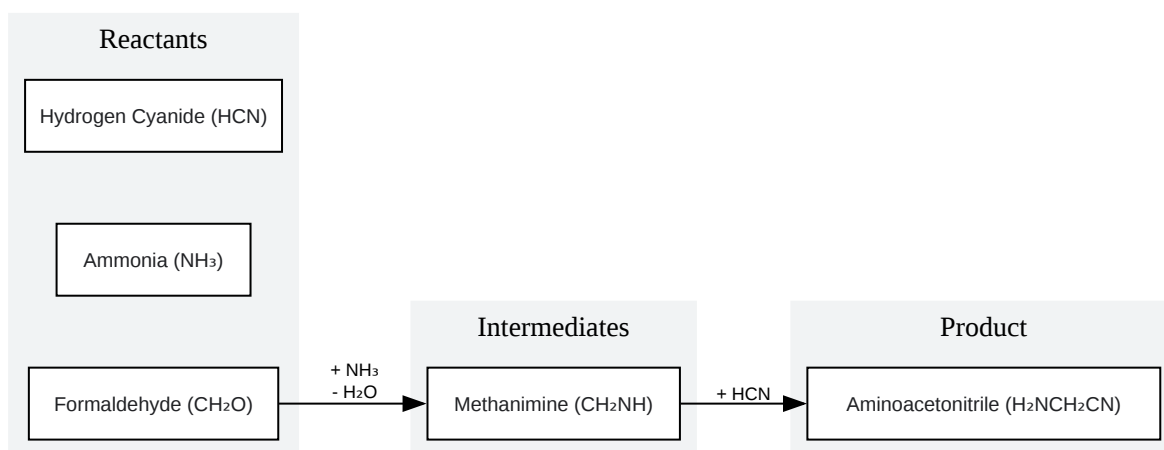 Reactants
Hydrogen Cyanide (HCN)
Ammonia (NH₃)
Formaldehyde (CH₂O)
+ NH₃
- H₂O
Intermediates
Methanimine (CH₂NH)
+ HCN
Product
Aminoacetonitrile (H₂NCH₂CN)